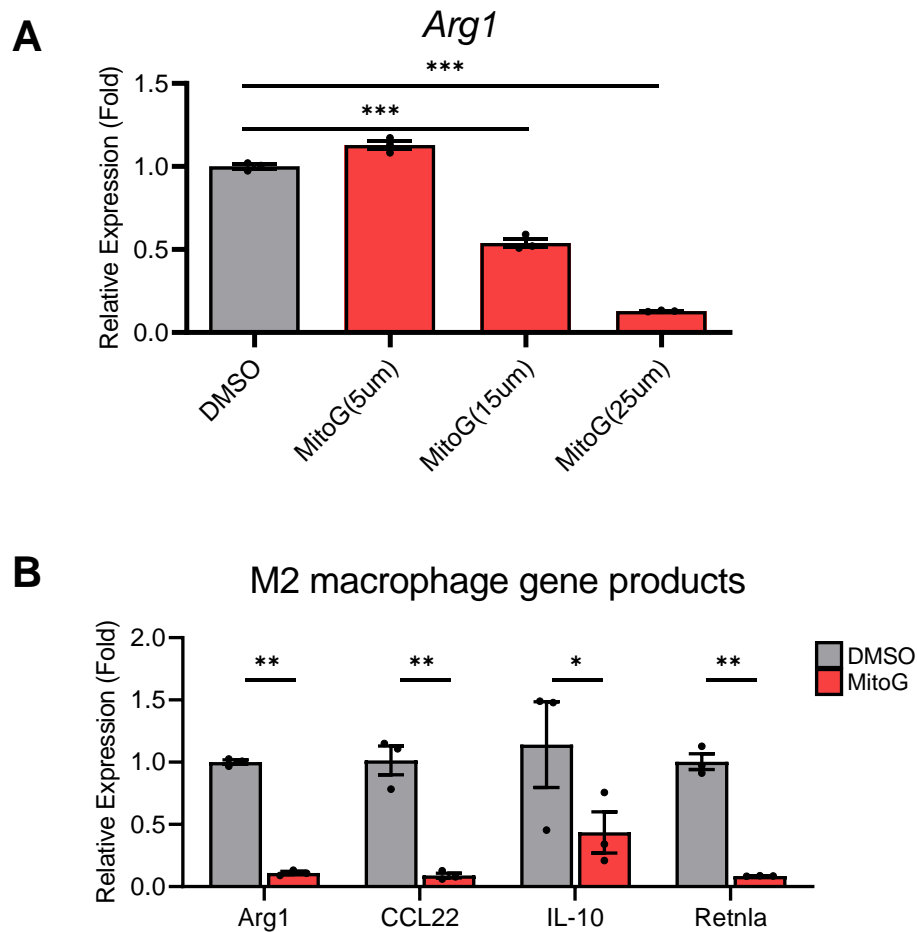 A
Arg1
Relative Expression (Fold)
***
***
1.5
1.0
0.5
0.0
DMSO
MitoG(5um)
MitoG(15um)
MitoG(25um)
B
M2 macrophage gene products
Relative Expression (Fold)
2.0
1.5
1.0
0.5
0.0
**
**
*
**
DMSO
MitoG
Arg1
CCL22
IL-10
Retnla